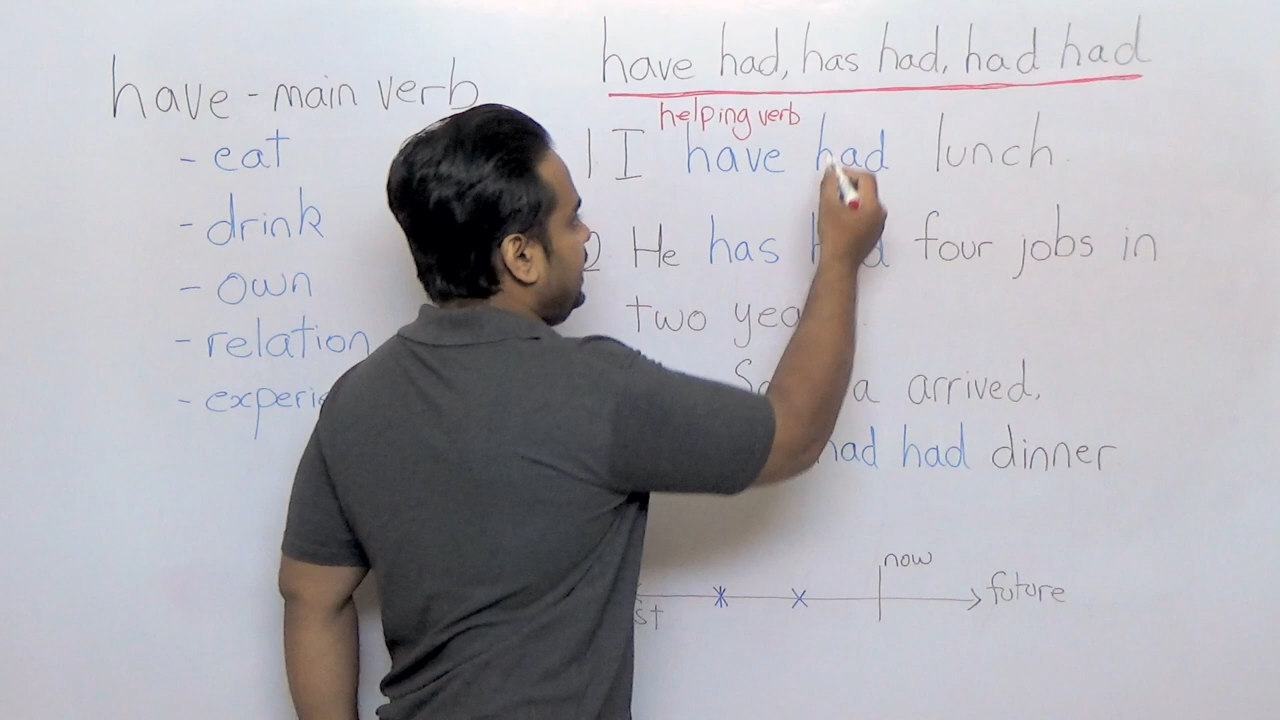 have - main verb
- eat
- drink
- own
- relation
-
have had, has had, had had
helping verb
1 I have had lunch.
2 He has four jobs in
two
a arrived.
had had dinner
now
future